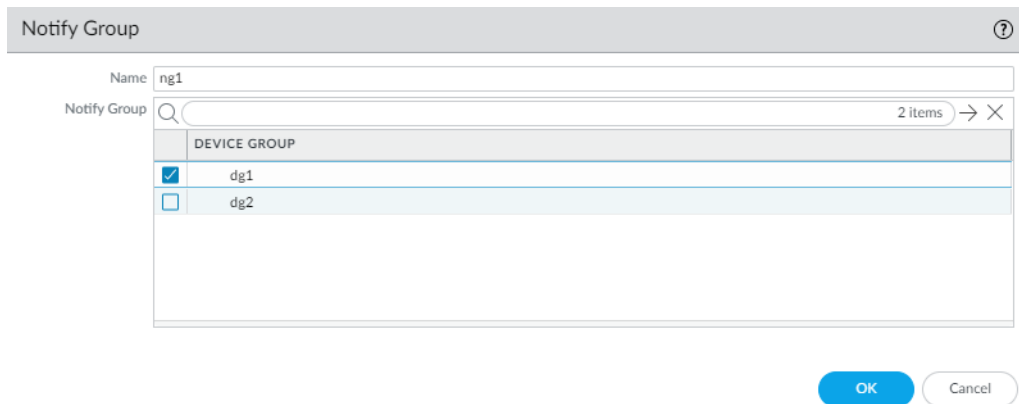 Notify Group
Name ng1
Notify Group 2 items
DEVICE GROUP
dg1
dg2
OK Cancel